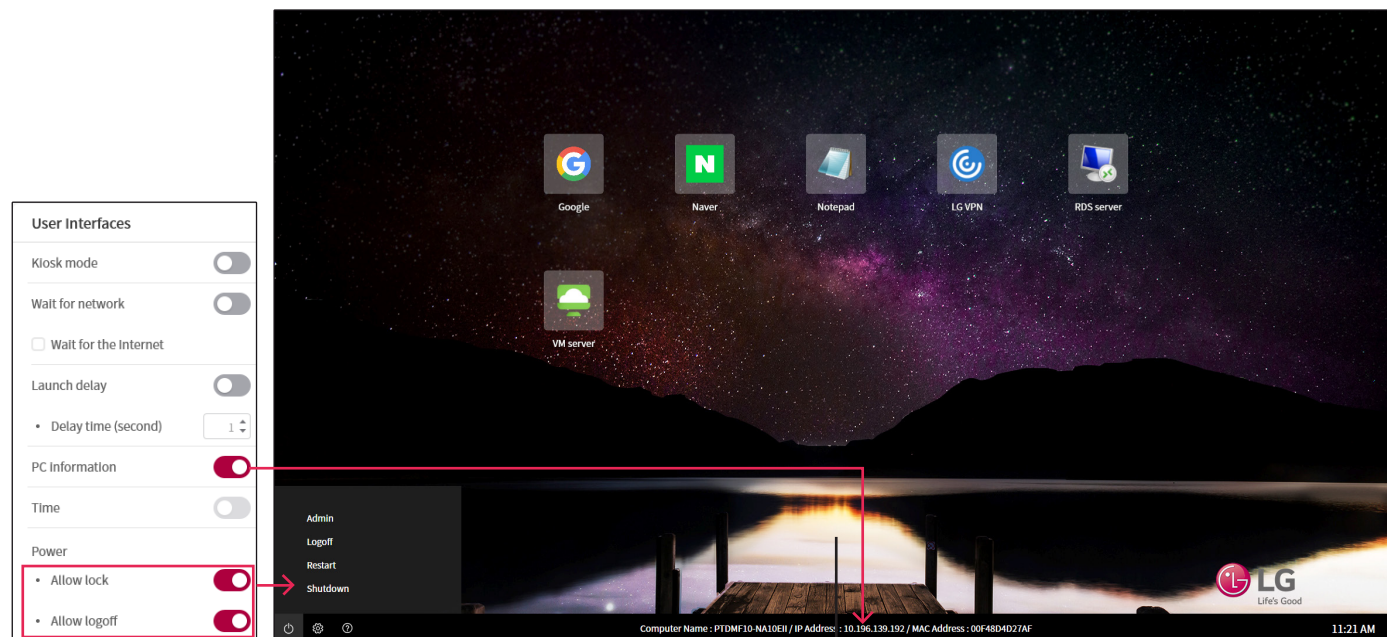 User Interfaces
Kiosk mode
Wait for network
Wait for the Internet
Launch delay
• Delay time (second) 1
PC information
Time
Power
• Allow lock
• Allow logoff
Google
Naver
Notepad
LG VPN
RDS server
VM server
Admin
Logoff
Restart
Shutdown
LG
Life's Good
Computer Name : PTDMF10-NA10EII / IP Address : 10.196.139.192 / MAC Address : 00F48D4D27AF
11:21 AM